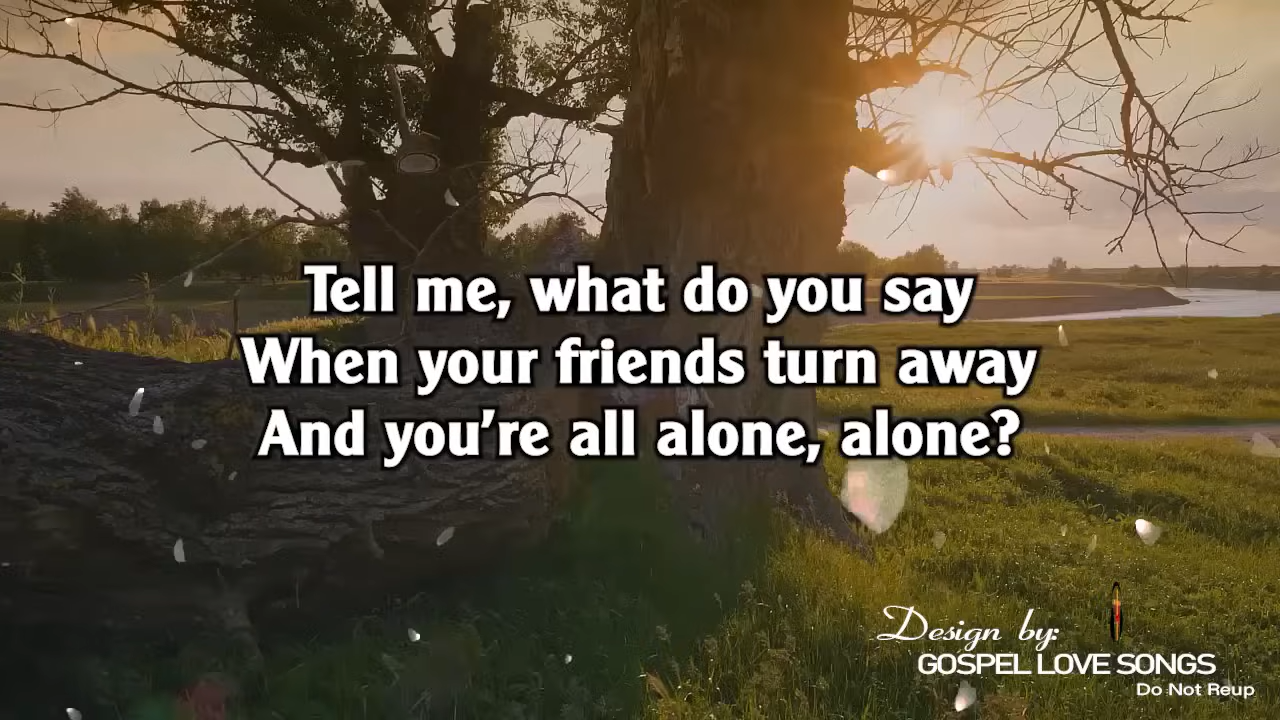 Tell me, what do you say
When your friends turn away
And you're all alone, alone?
Design by:
GOSPEL LOVE SONGS
Do Not Reup